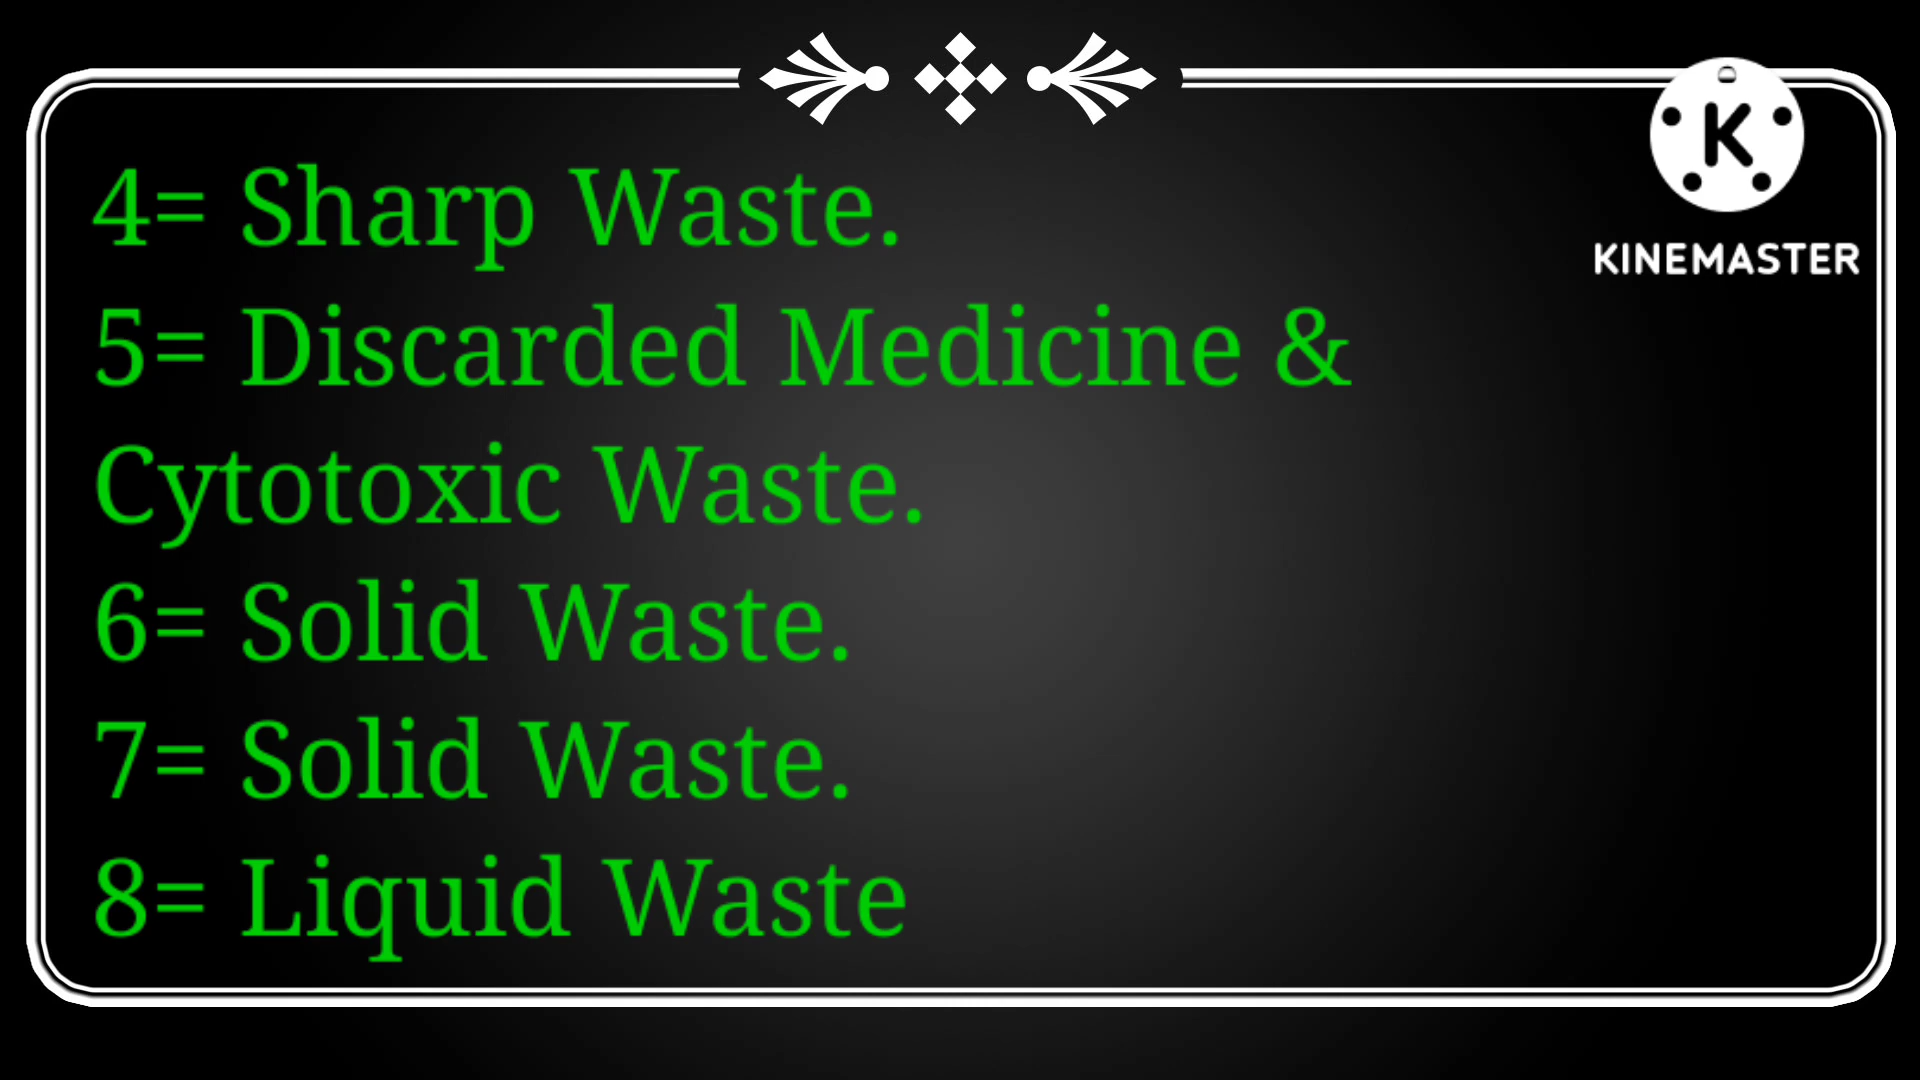 K
KINEMASTER
4= Sharp Waste.
5= Discarded Medicine &
Cytotoxic Waste.
6= Solid Waste.
7= Solid Waste.
8= Liquid Waste